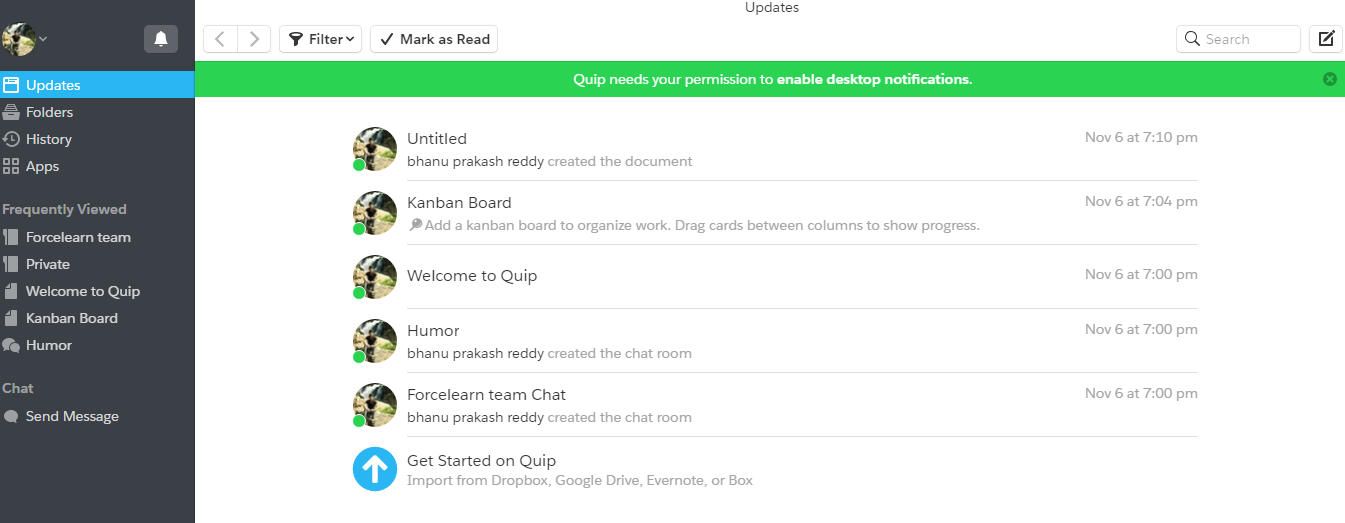 Updates
Filter
Mark as Read
Search
Quip needs your permission to enable desktop notifications.
Updates
Folders
History
Apps
Frequently Viewed
Forcelearn team
Private
Welcome to Quip
Kanban Board
Humor
Chat
Send Message
Untitled
Nov 6 at 7:10 pm
bhanu prakash reddy created the document
Kanban Board
Nov 6 at 7:04 pm
Add a kanban board to organize work. Drag cards between columns to show progress.
Welcome to Quip
Nov 6 at 7:00 pm
Humor
Nov 6 at 7:00 pm
bhanu prakash reddy created the chat room
Forcelearn team Chat
Nov 6 at 7:00 pm
bhanu prakash reddy created the chat room
Get Started on Quip
Import from Dropbox, Google Drive, Evernote, or Box